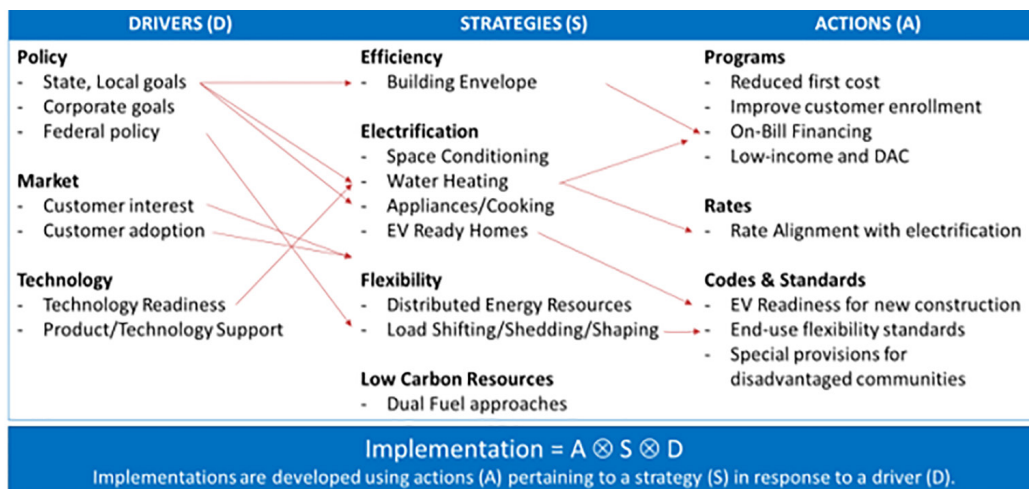 DRIVERS (D)
Policy
- State, Local goals
- Corporate goals
- Federal policy
Market
- Customer interest
- Customer adoption
Technology
- Technology Readiness
- Product/Technology Support
STRATEGIES (S)
Efficiency
- Building Envelope
Electrification
- Space Conditioning
- Water Heating
- Appliances/Cooking
- EV Ready Homes
Flexibility
- Distributed Energy Resources
- Load Shifting/Shedding/Shaping
Low Carbon Resources
- Dual Fuel approaches
ACTIONS (A)
Programs
- Reduced first cost
- Improve customer enrollment
- On-Bill Financing
- Low-income and DAC
Rates
- Rate Alignment with electrification
Codes & Standards
- EV Readiness for new construction
- End-use flexibility standards
- Special provisions for
disadvantaged communities
Implementation = A ⊗ S ⊗ D
Implementations are developed using actions (A) pertaining to a strategy (S) in response to a driver (D).